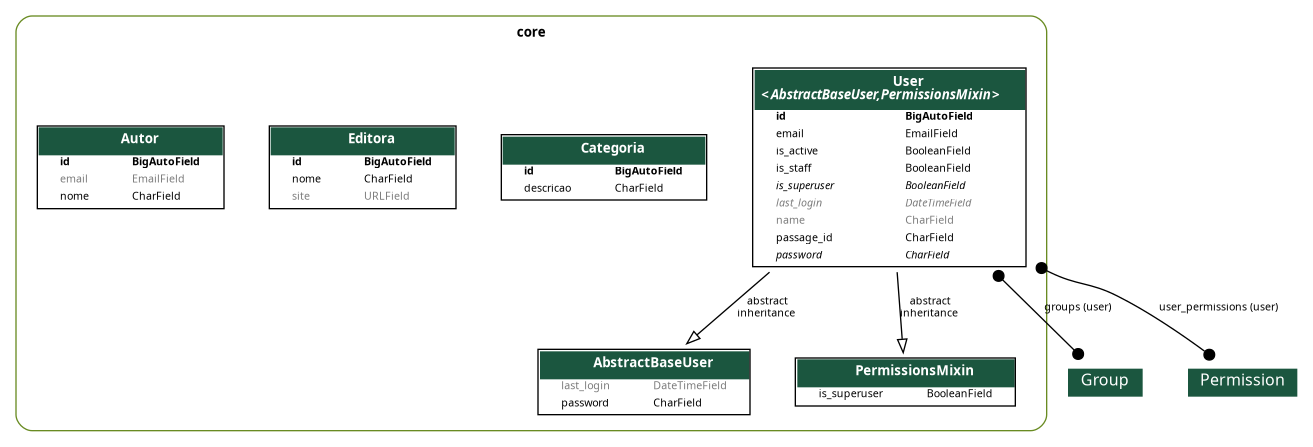 core
User
<AbstractBaseUser,PermissionsMixin>
id BigAutoField
email EmailField
is_active BooleanField
is_staff BooleanField
is_superuser BooleanField
last_login DateTimeField
name CharField
passage_id CharField
password CharField
Autor
id BigAutoField
email EmailField
nome CharField
Editora
id BigAutoField
nome CharField
site URLField
Categoria
id BigAutoField
descricao CharField
abstract
inheritance
abstract
inheritance
groups (user)
user_permissions (user)
AbstractBaseUser
last_login DateTimeField
password CharField
PermissionsMixin
is_superuser BooleanField
Group
Permission